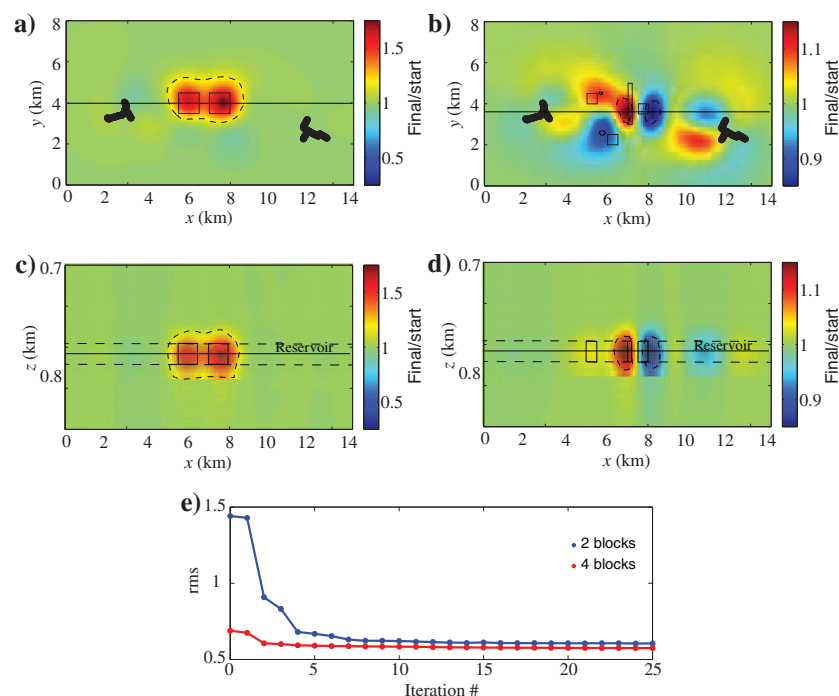 a)
8
6
4
2
0
y (km)
0 2 4 6 8 10 12 14
x (km)
1.5
1
0.5
Final/start
b)
8
6
4
2
0
y (km)
0 2 4 6 8 10 12 14
x (km)
1.1
1
0.9
Final/start
c)
0.7
0.8
z (km)
Reservoir
0 2 4 6 8 10 12 14
x (km)
1.5
1
0.5
Final/start
d)
0.7
0.8
z (km)
Reservoir
0 2 4 6 8 10 12 14
x (km)
1.1
1
0.9
Final/start
e)
1.5
1
0.5
rms
2 blocks
4 blocks
0 5 10 15 20 25
Iteration #